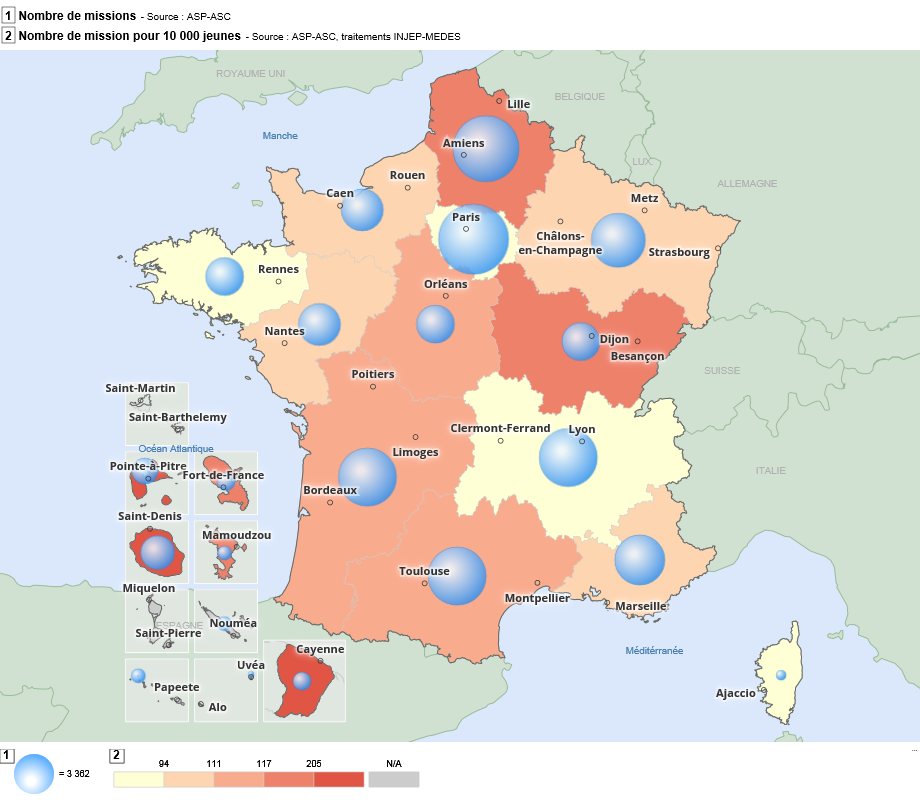 1 Nombre de missions - Source : ASP-ASC
2 Nombre de mission pour 10 000 jeunes - Source : ASP-ASC, traitements INJEP-MEDES
ROYAUME UNI
BELGIQUE
Lille
Manche
Amiens
LUX.
Rouen
ALLEMAGNE
Caen
Metz
Paris
Châlons-
en-Champagne
Strasbourg
Rennes
Orléans
Nantes
Dijon
Besançon
Poitiers
SUISSE
Saint-Martin
Saint-Barthelemy
Clermont-Ferrand
Lyon
Océan Atlantique
Limoges
Pointe-à-Pitre
Fort-de-France
ITALIE
Bordeaux
Saint-Denis
Mamoudzou
Toulouse
Miquelon
Montpellier
Marseille
ESPAGNE
Nouméa
Saint-Pierre
Cayenne
Méditérranée
Uvéa
Papeete
Ajaccio
Alo
1
= 3 362
2
94 111 117 205 N/A
...